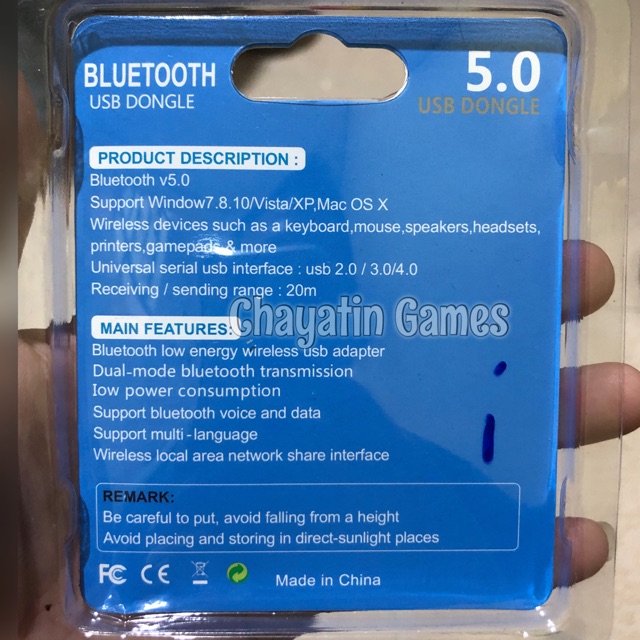 BLUETOOTH
USB DONGLE
5.0
USB DONGLE
PRODUCT DESCRIPTION :
Bluetooth v5.0
Support Window7.8.10/Vista/XP,Mac OS X
Wireless devices such as a keyboard,mouse,speakers,headsets,
printers,gamepads & more
Universal serial usb interface : usb 2.0 / 3.0/4.0
Receiving / sending range : 20m
Chayatin Games
MAIN FEATURES:
Bluetooth low energy wireless usb adapter
Dual-mode bluetooth transmission
low power consumption
Support bluetooth voice and data
Support multi-language
Wireless local area network share interface
REMARK:
Be careful to put, avoid falling from a height
Avoid placing and storing in direct-sunlight places
FC CE Made in China